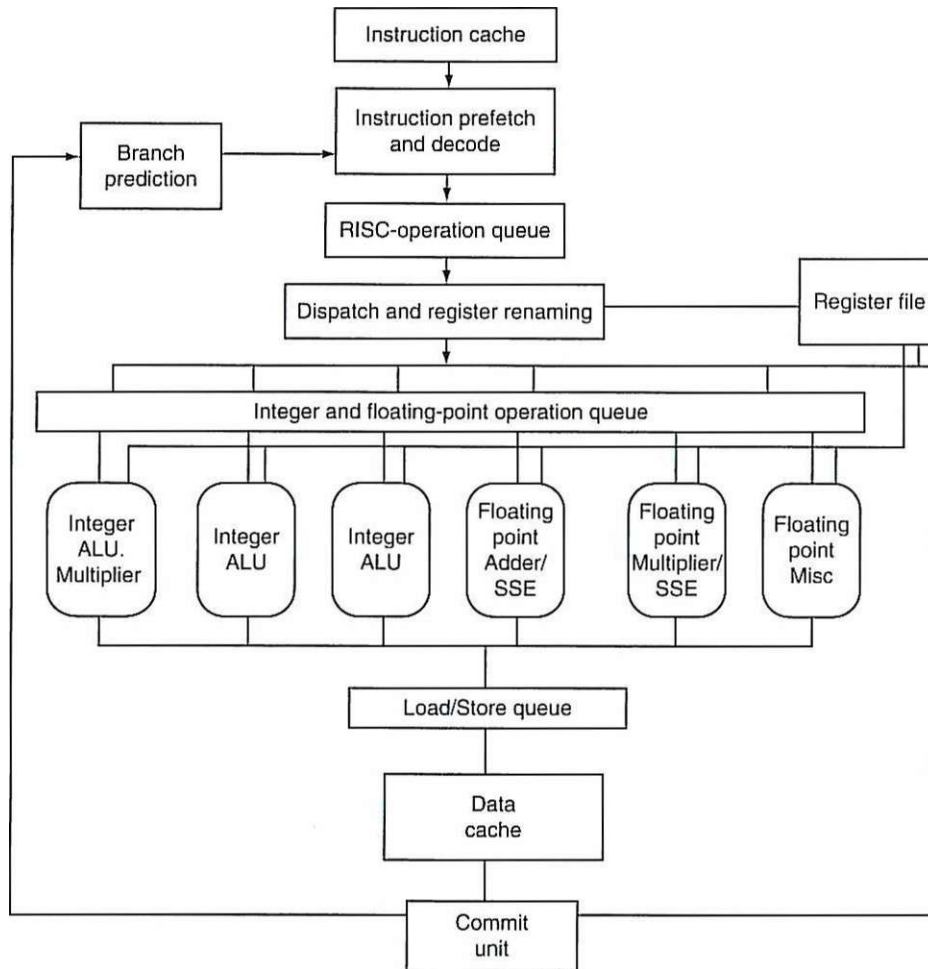 Instruction cache
Instruction prefetch
and decode
Branch
prediction
RISC-operation queue
Register file
Dispatch and register renaming
Integer and floating-point operation queue
Integer
ALU.
Multiplier
Integer
ALU
Integer
ALU
Floating
point
Adder/
SSE
Floating
point
Multiplier/
SSE
Floating
point
Misc
Load/Store queue
Data
cache
Commit
unit